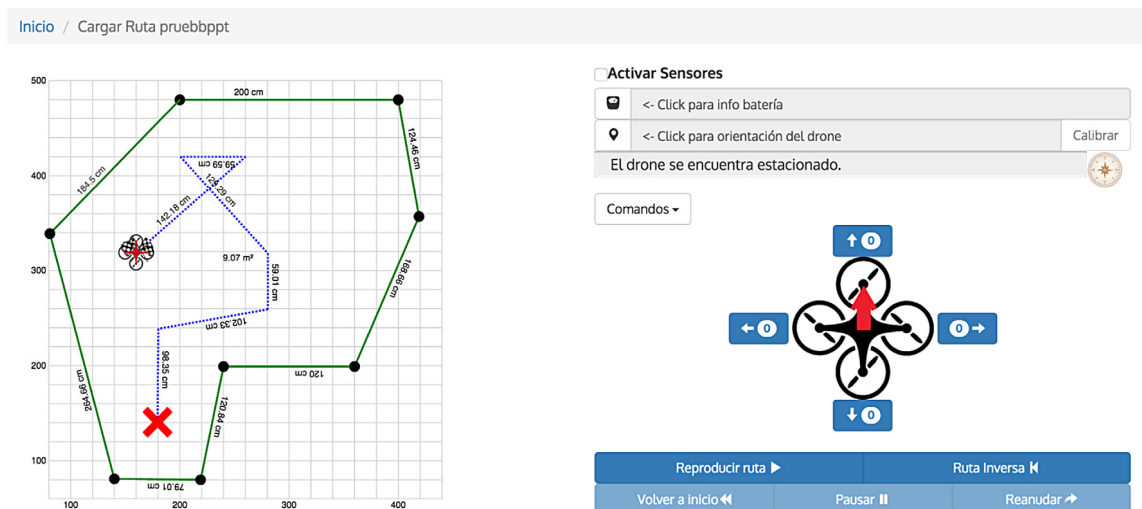 Inicio / Cargar Ruta pruebbppt
500
400
300
200
100
100
200
300
400
200 cm
124.46 cm
168.66 cm
120 cm
120.84 cm
79.01 cm
264.66 cm
184.5 cm
59.59 cm
124.29 cm
142.18 cm
9.07 m²
59.01 cm
102.33 cm
98.35 cm
Activar Sensores
<- Click para info batería
<- Click para orientación del drone
Calibrar
El drone se encuentra estacionado.
Comandos
0
0
0
0
Reproducir ruta
Ruta Inversa
Volver a inicio
Pausar
Reanudar